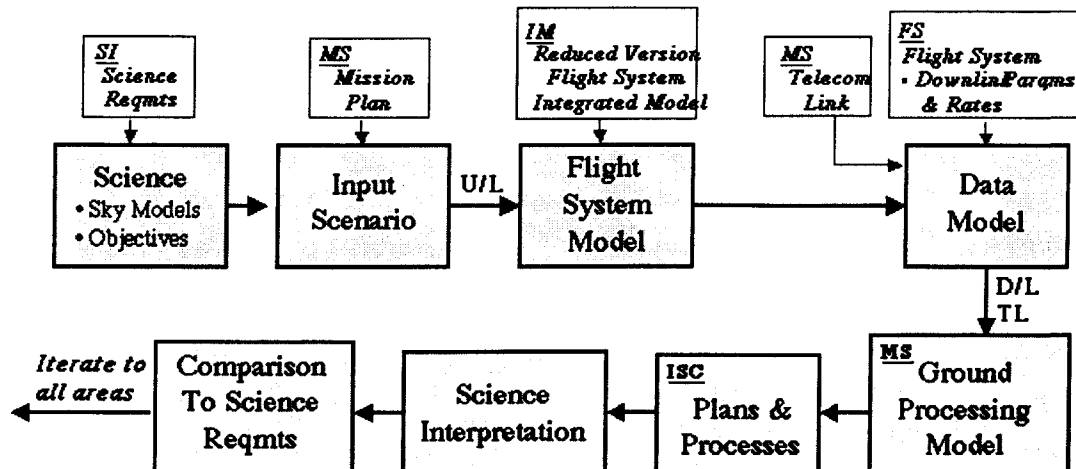 SI
Science
Reqmts
MS
Mission
Plan
IM
Reduced Version
Flight System
Integrated Model
MS
Telecom
Link
FS
Flight System
• Downlink Params
& Rates
Science
• Sky Models
• Objectives
Input
Scenario
U/L
Flight
System
Model
Data
Model
D/L
TL
MS
Ground
Processing
Model
ISC
Plans &
Processes
Science
Interpretation
Comparison
To Science
Reqmts
Iterate to
all areas